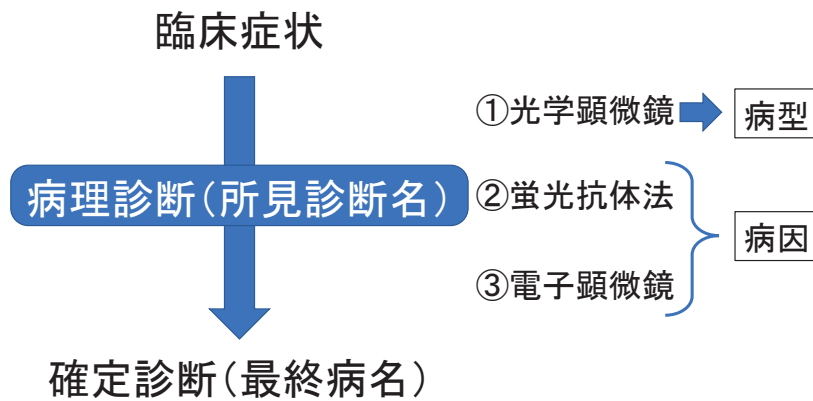 臨床症状
①光学顕微鏡
病型
病理診断(所見診断名)
②蛍光抗体法
病因
③電子顕微鏡
確定診断(最終病名)